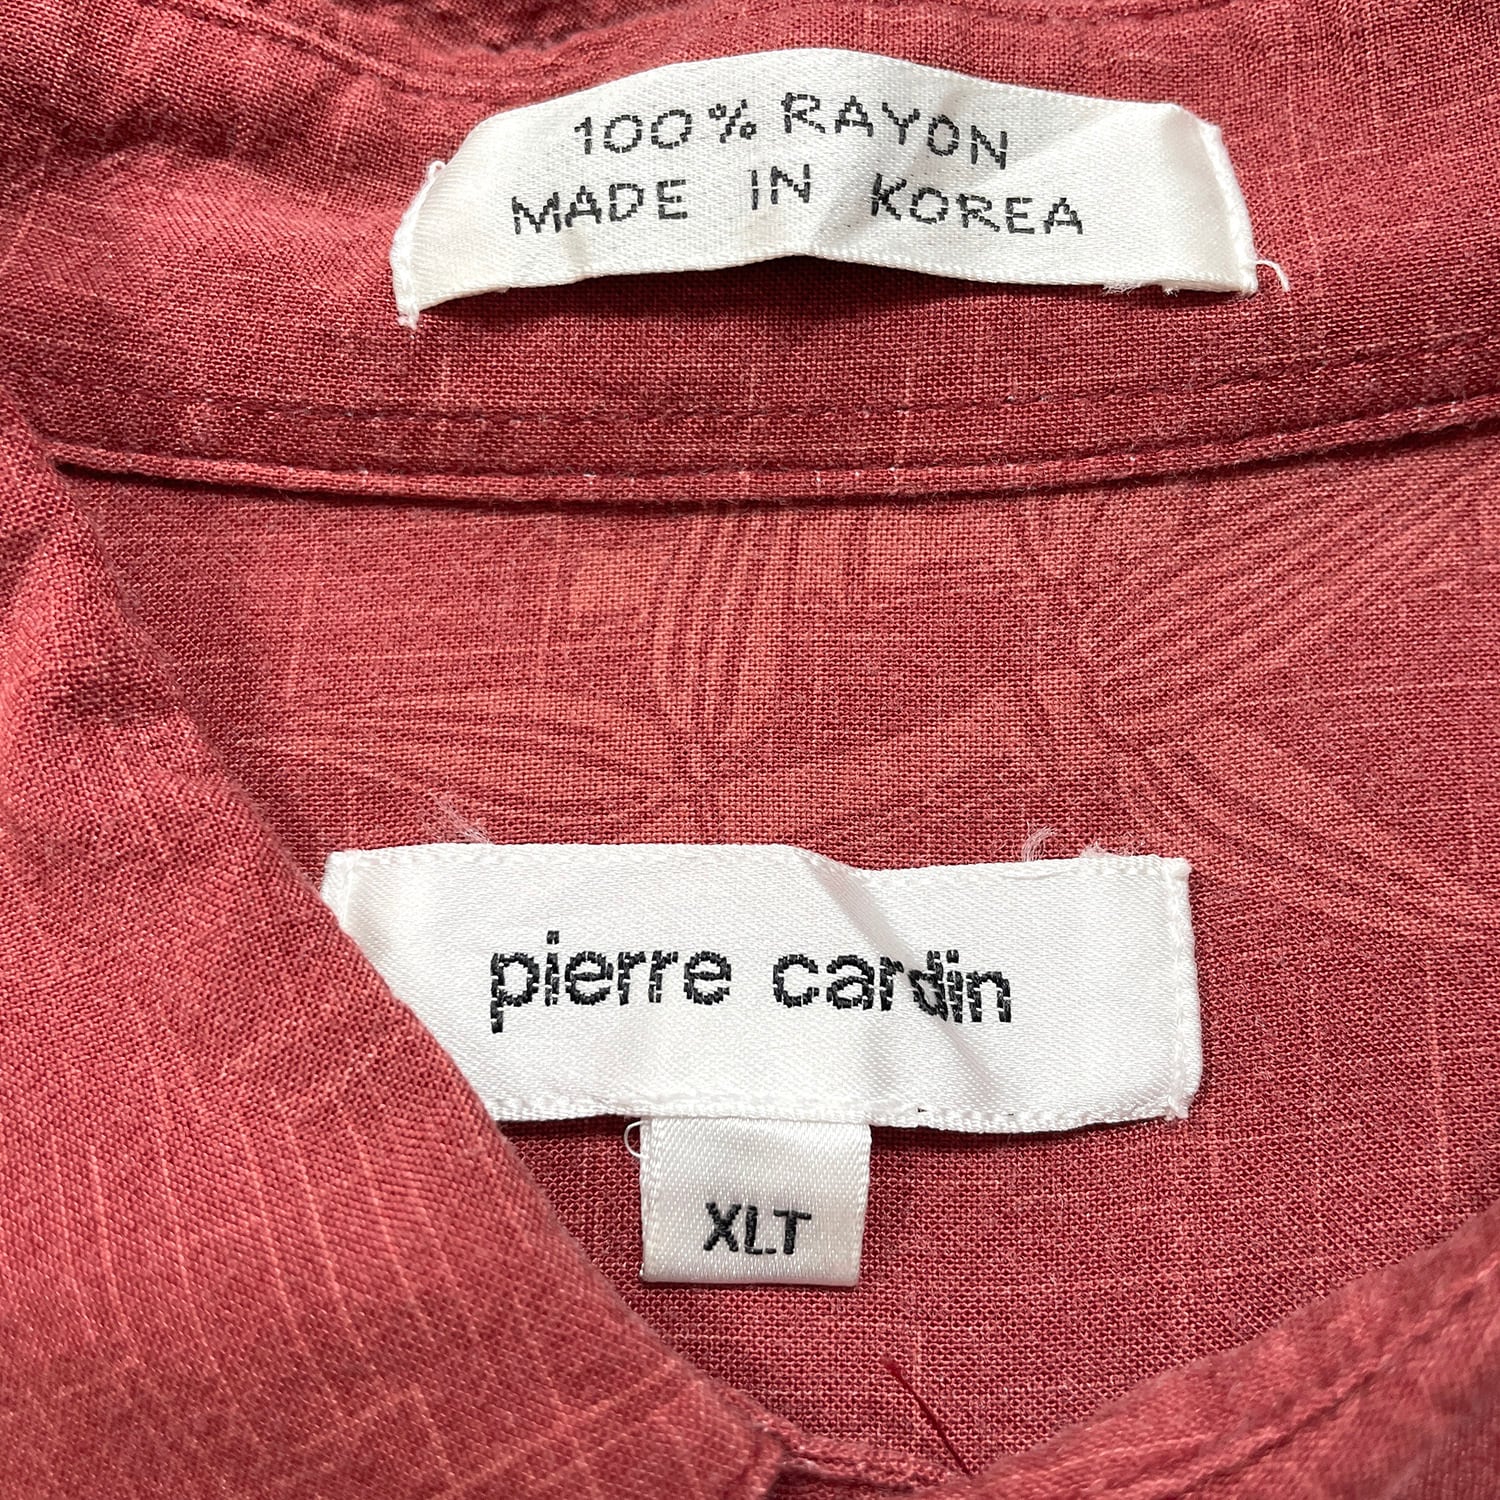 100% RAYON
MADE IN KOREA
pierre cardin
XLT